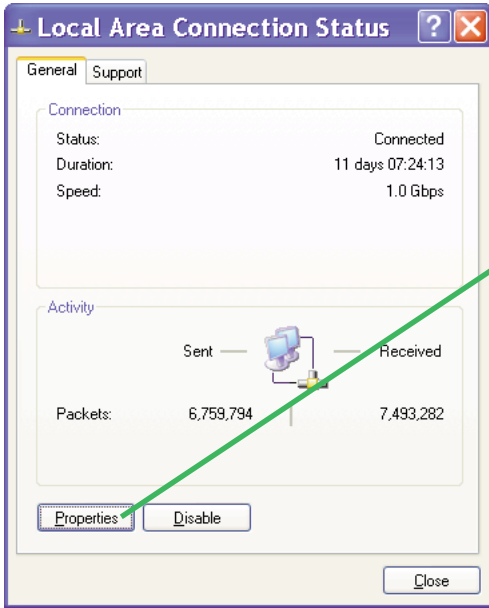 Local Area Connection Status
General Support
Connection
Status: Connected
Duration: 11 days 07:24:13
Speed: 1.0 Gbps
Activity
Sent Received
Packets: 6,759,794 7,493,282
Properties Disable
Close